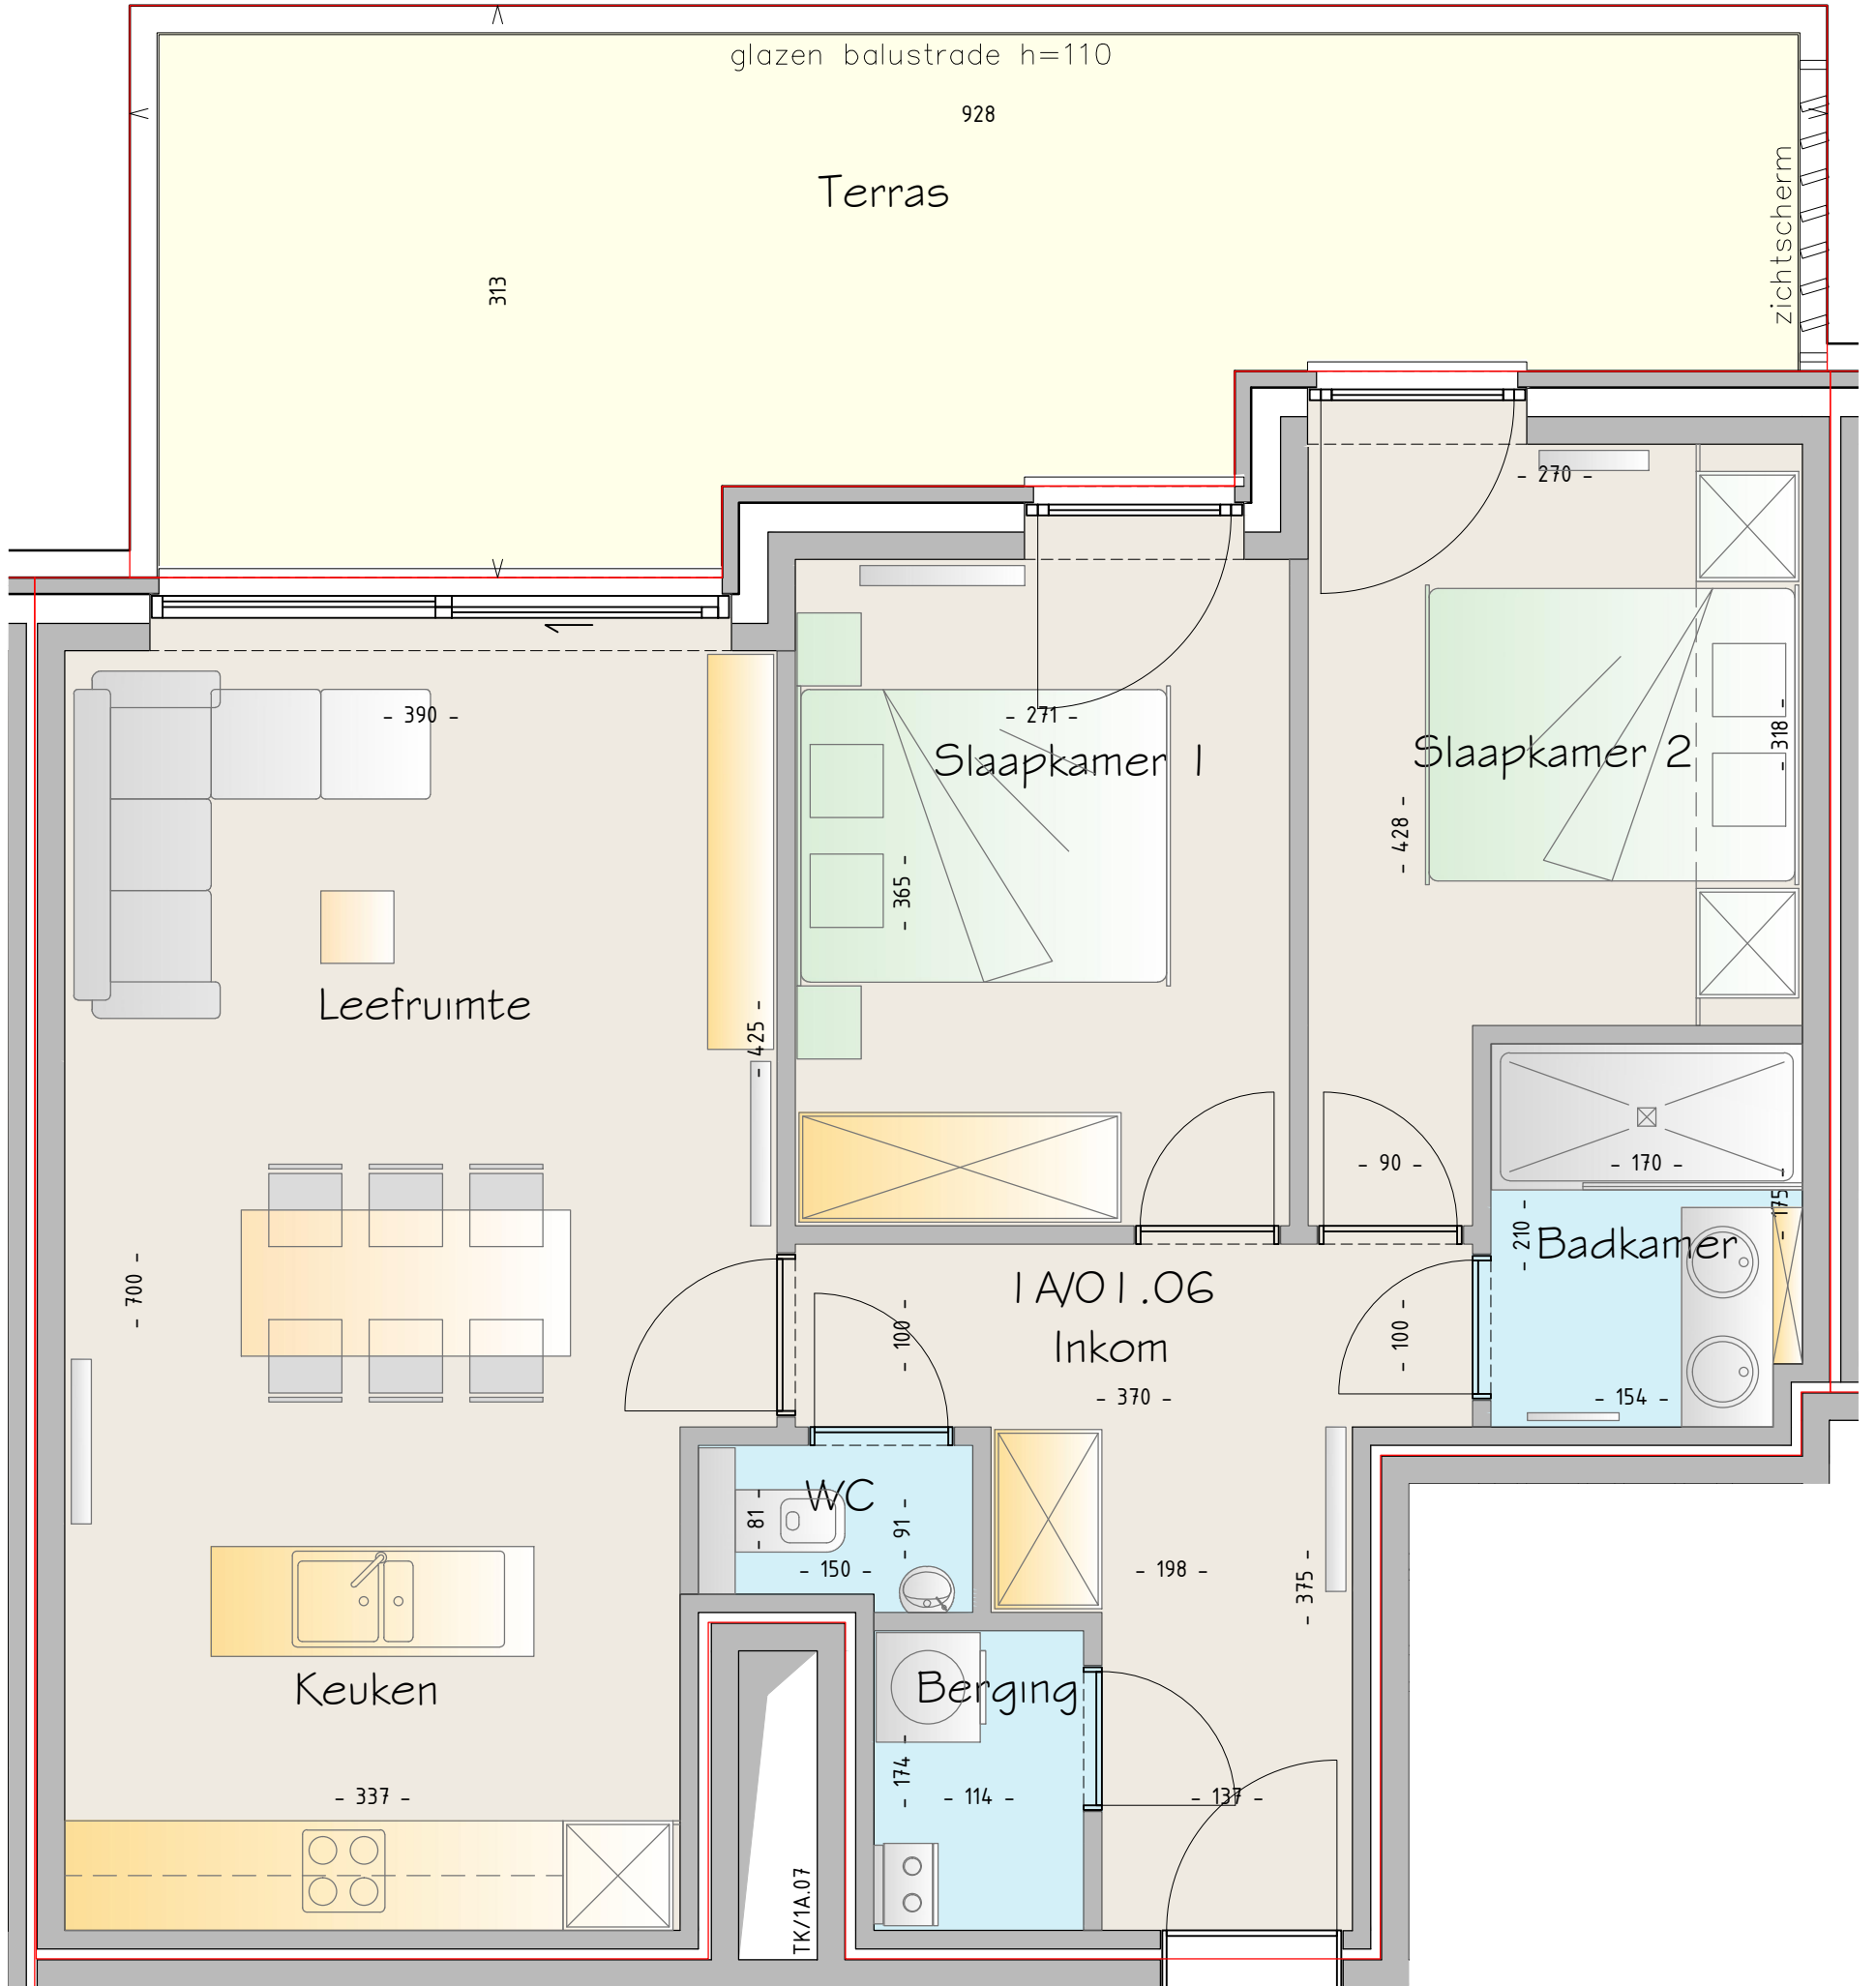 glazen balustrade h=110
928
Terras
zichtscherm
313
- 270 -
- 390 -
- 271 -
Slaapkamer 1
Slaapkamer 2
- 318 -
- 428 -
- 365 -
Leefruimte
- 425 -
- 90 -
- 170 -
- 175 -
- 210 -
Badkamer
- 700 -
1A/01.06
Inkom
- 100 -
- 100 -
- 370 -
- 154 -
WC
- 81 -
- 91 -
- 150 -
- 198 -
- 375 -
Keuken
Berging
- 174 -
- 337 -
- 114 -
- 137 -
TK/1A.07